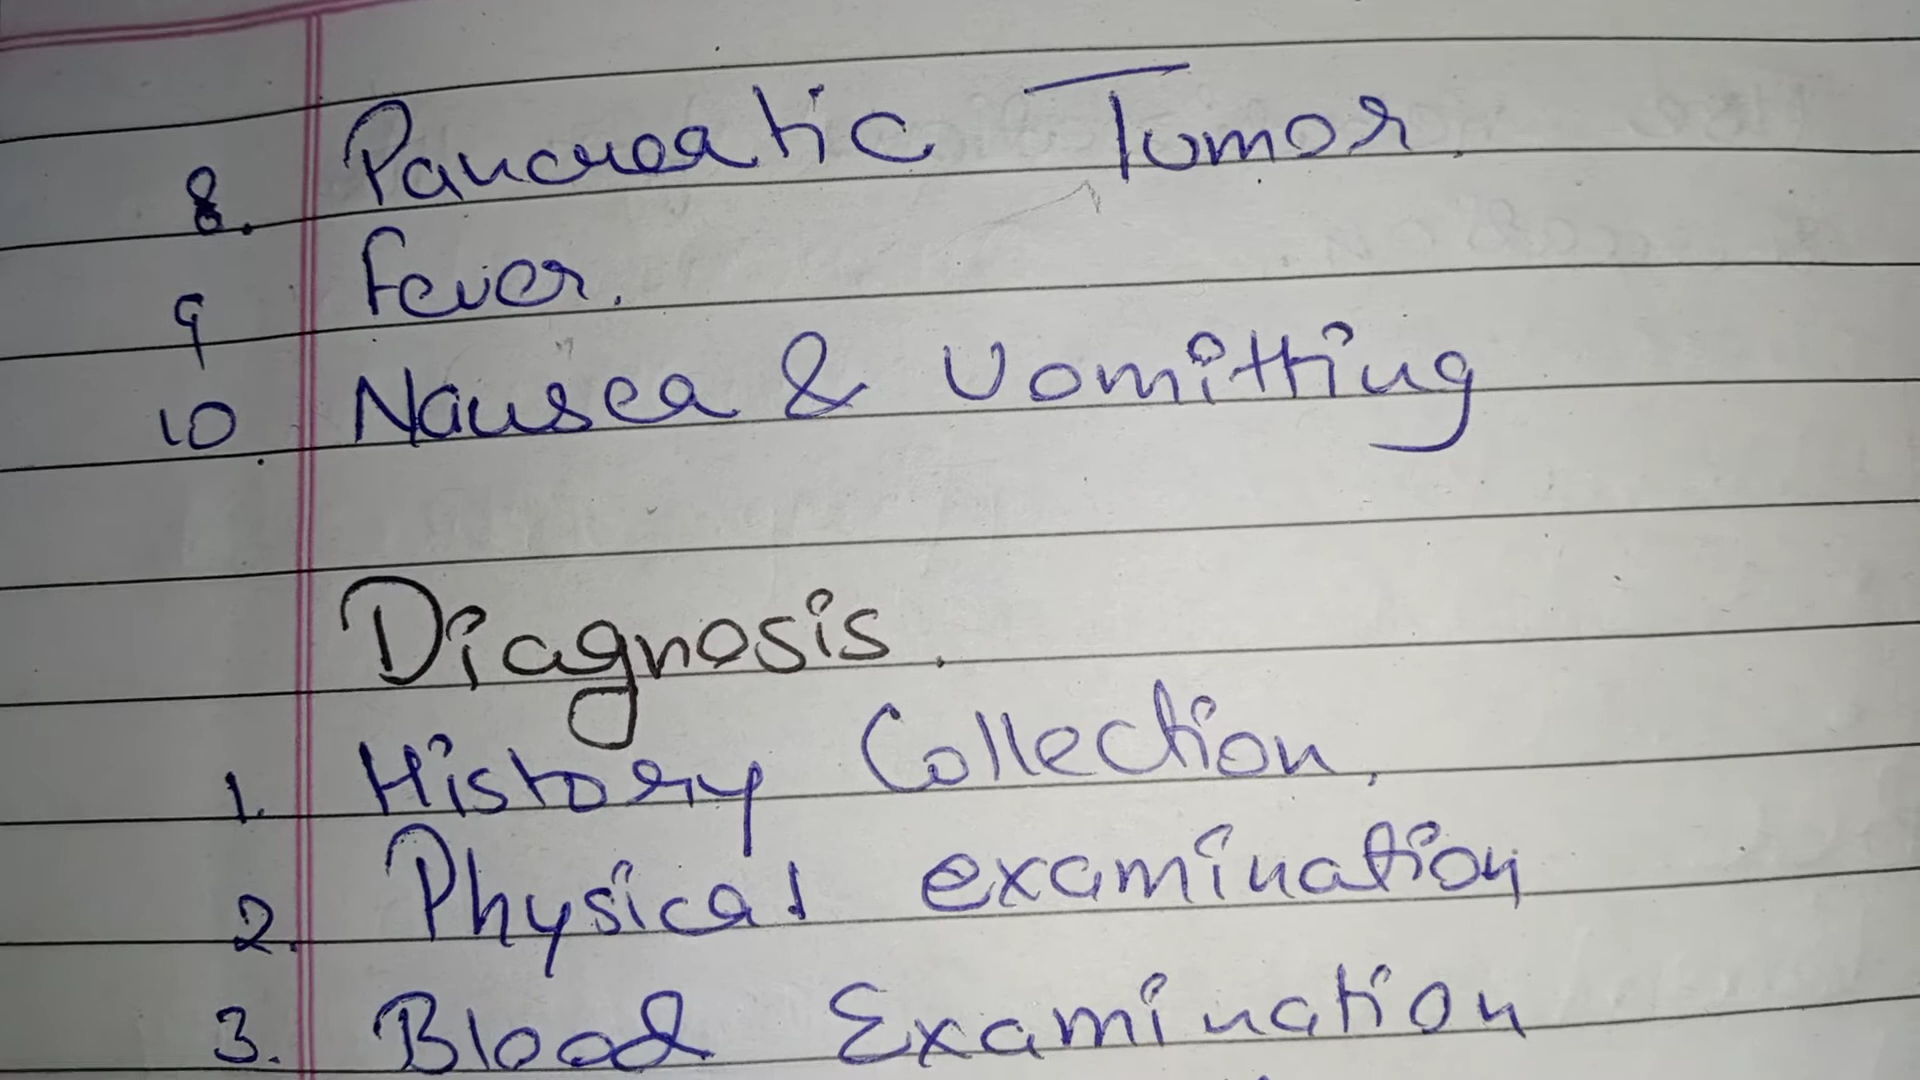 8. Pancreatic Tumor.
9 Fever.
10. Nausea & Vomitting
Diagnosis.
1. History Collection.
2. Physical examination
3. Blood Examination